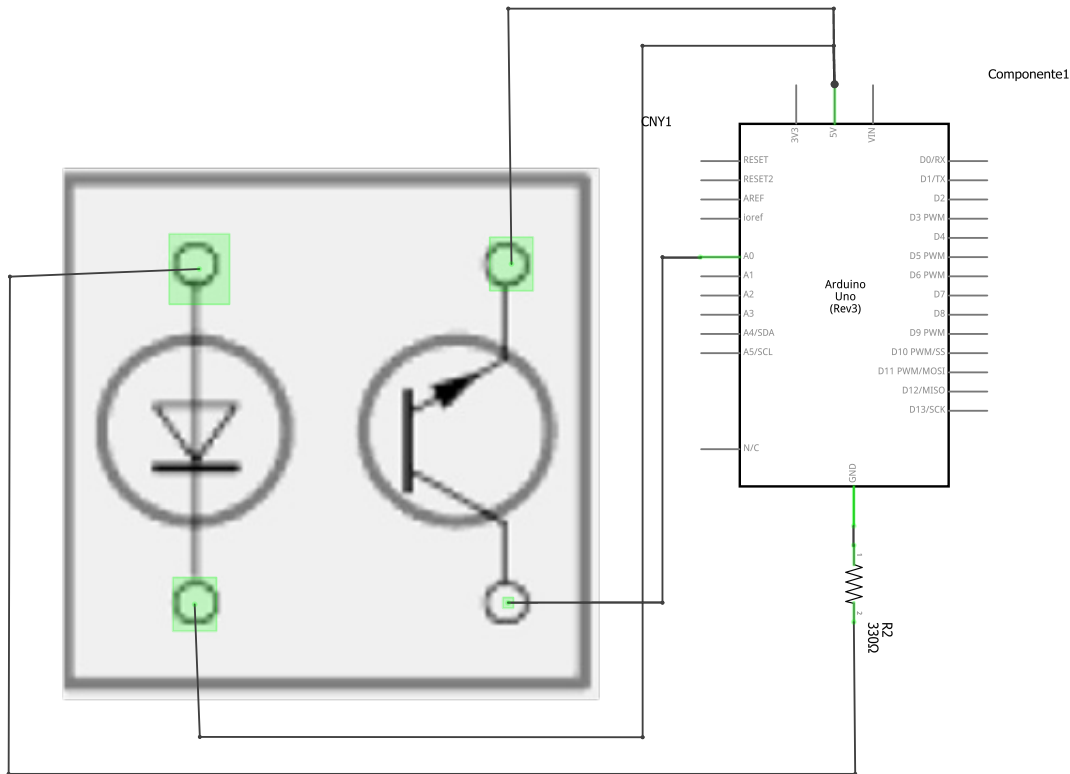 Componente1
CNY1
3V3
5V
VIN
RESET
RESET2
AREF
ioref
A0
A1
A2
A3
A4/SDA
A5/SCL
N/C
Arduino
Uno
(Rev3)
D0/RX
D1/TX
D2
D3 PWM
D4
D5 PWM
D6 PWM
D7
D8
D9 PWM
D10 PWM/SS
D11 PWM/MOSI
D12/MISO
D13/SCK
GND
1
2
R2
330Ω